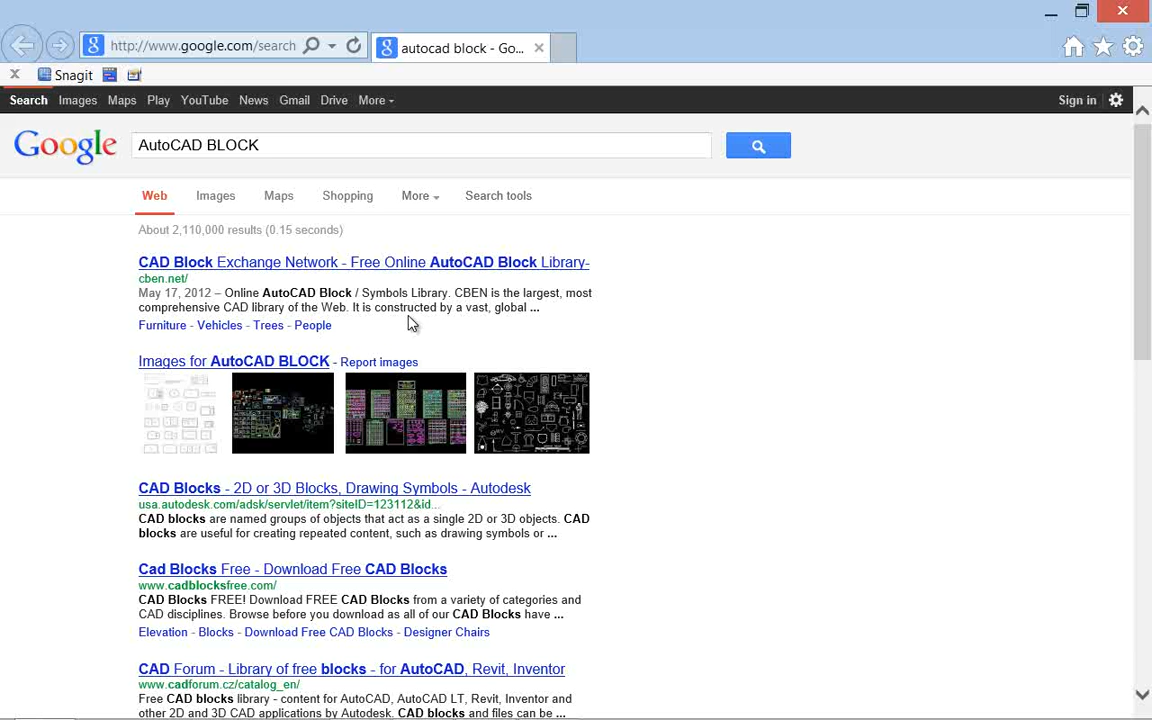 http://www.google.com/search
autocad block - Go...
Snagit
Search Images Maps Play YouTube News Gmail Drive More
Sign in
Google
AutoCAD BLOCK
Web Images Maps Shopping More Search tools
About 2,110,000 results (0.15 seconds)
CAD Block Exchange Network - Free Online AutoCAD Block Library-
cben.net/
May 17, 2012 – Online AutoCAD Block / Symbols Library. CBEN is the largest, most
comprehensive CAD library of the Web. It is constructed by a vast, global ...
Furniture - Vehicles - Trees - People
Images for AutoCAD BLOCK - Report images
CAD Blocks - 2D or 3D Blocks, Drawing Symbols - Autodesk
usa.autodesk.com/adsk/servlet/item?siteID=123112&id...
CAD blocks are named groups of objects that act as a single 2D or 3D objects. CAD
blocks are useful for creating repeated content, such as drawing symbols or ...
Cad Blocks Free - Download Free CAD Blocks
www.cadblocksfree.com/
CAD Blocks FREE! Download FREE CAD Blocks from a variety of categories and
CAD disciplines. Browse before you download as all of our CAD Blocks have ...
Elevation - Blocks - Download Free CAD Blocks - Designer Chairs
CAD Forum - Library of free blocks - for AutoCAD, Revit, Inventor
www.cadforum.cz/catalog_en/
Free CAD blocks library - content for AutoCAD, AutoCAD LT, Revit, Inventor and
other 2D and 3D CAD applications by Autodesk. CAD blocks and files can be ...